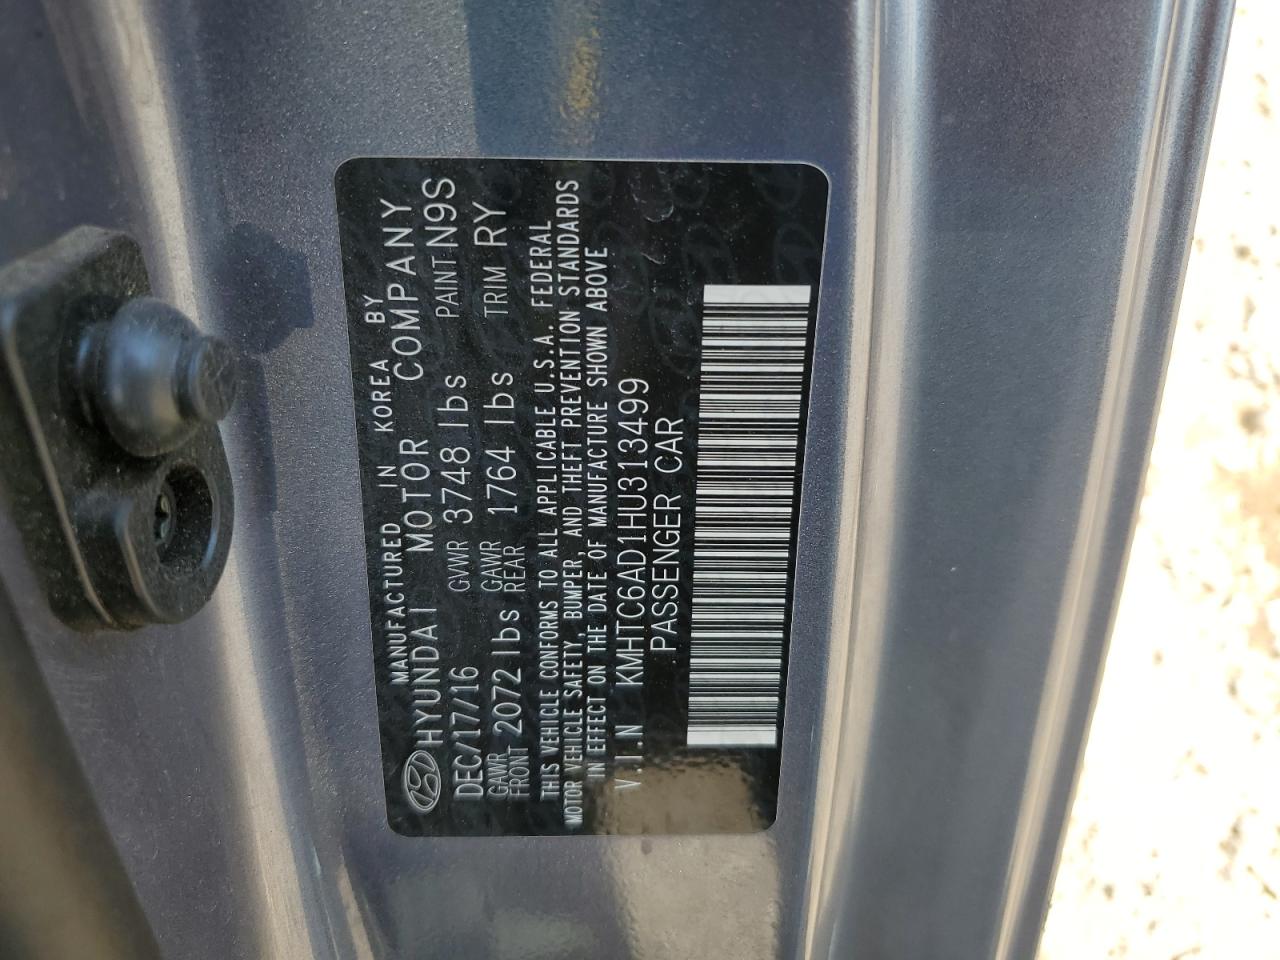 MANUFACTURED IN KOREA BY
HYUNDAI MOTOR COMPANY
DEC/17/16 GVWR 3748 lbs PAINT N9S
GAWR FRONT 2072 lbs GAWR REAR 1764 lbs TRIM RY
THIS VEHICLE CONFORMS TO ALL APPLICABLE U.S.A. FEDERAL
MOTOR VEHICLE SAFETY, BUMPER, AND THEFT PREVENTION STANDARDS
IN EFFECT ON THE DATE OF MANUFACTURE SHOWN ABOVE
V.I.N KMHTC6AD1HU313499
PASSENGER CAR